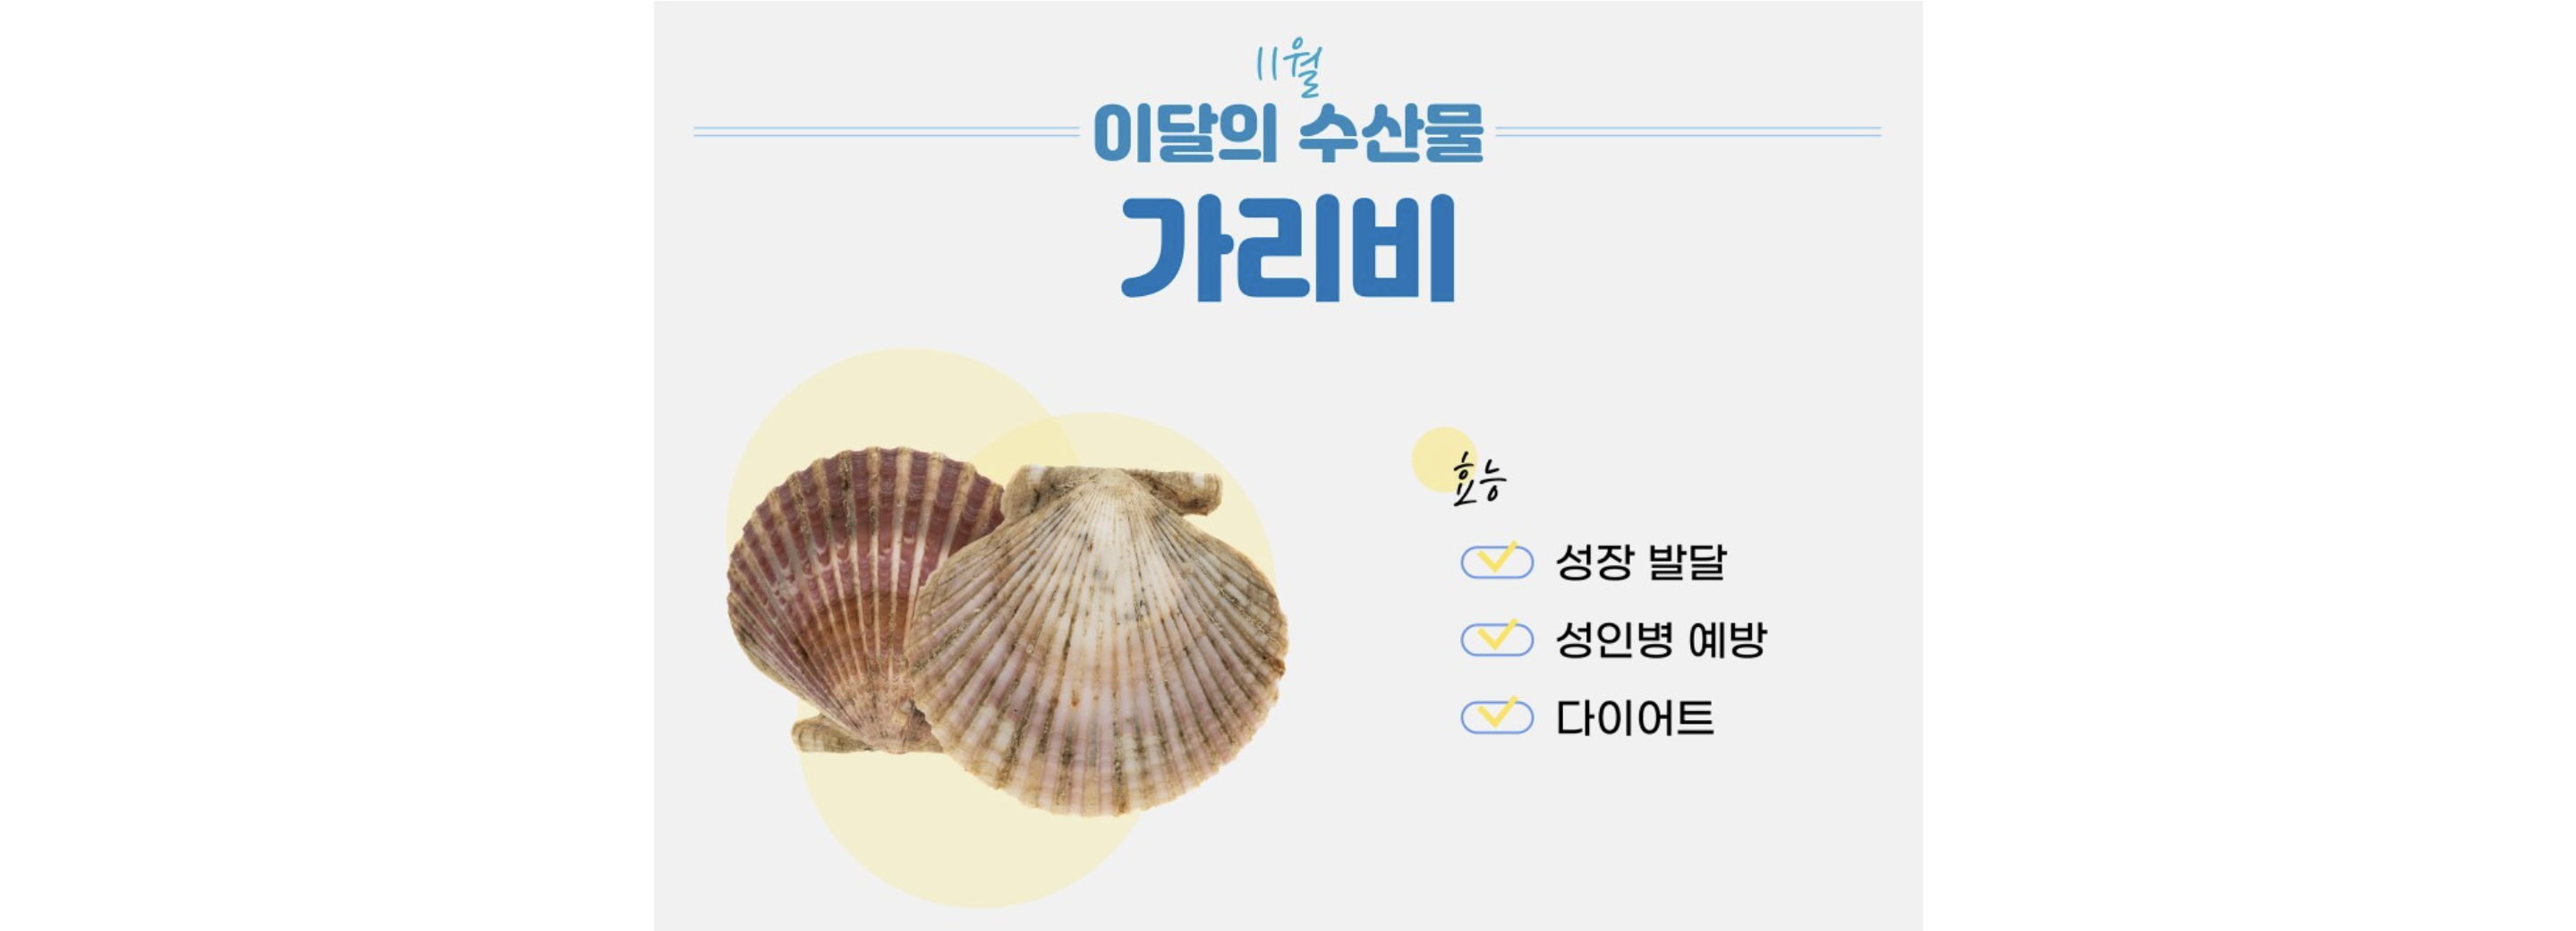 11월
이달의 수산물
가리비
효능
성장 발달
성인병 예방
다이어트